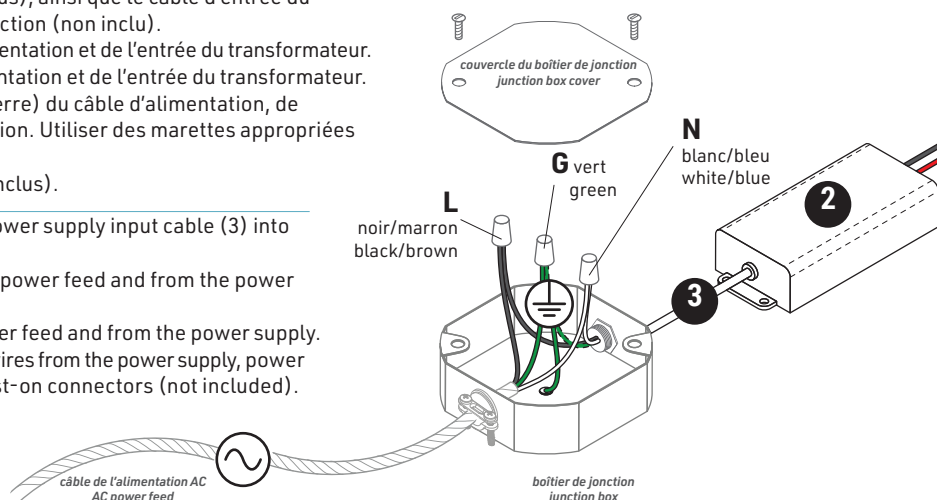 ction (non inclu).
entation et de l'entrée du transformateur.
ntation et de l'entrée du transformateur.
erre) du câble d'alimentation, de
ion. Utiliser des marettes appropriées
nclus).
ower supply input cable (3) into
power feed and from the power
er feed and from the power supply.
ires from the power supply, power
st-on connectors (not included).
couvercle du boîtier de jonction
junction box cover
L
noir/marron
black/brown
G vert
green
N
blanc/bleu
white/blue
2
3
câble de l'alimentation AC
AC power feed
boîtier de jonction
junction box